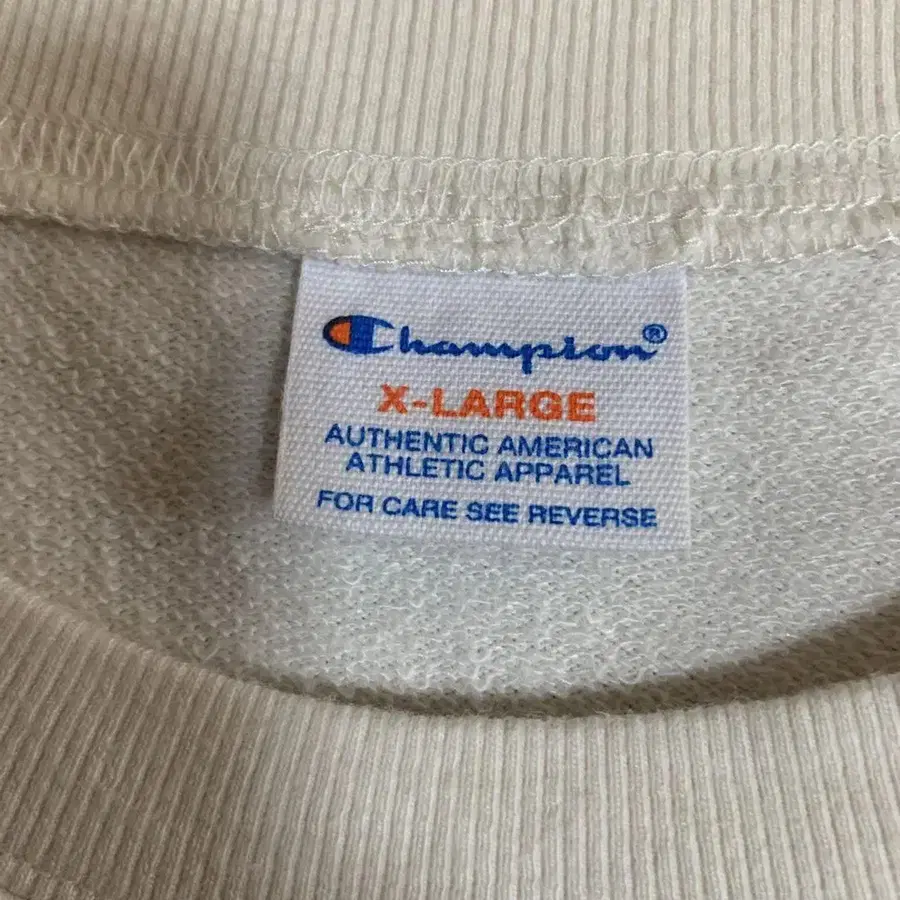 Champion®
X-LARGE
AUTHENTIC AMERICAN
ATHLETIC APPAREL
FOR CARE SEE REVERSE